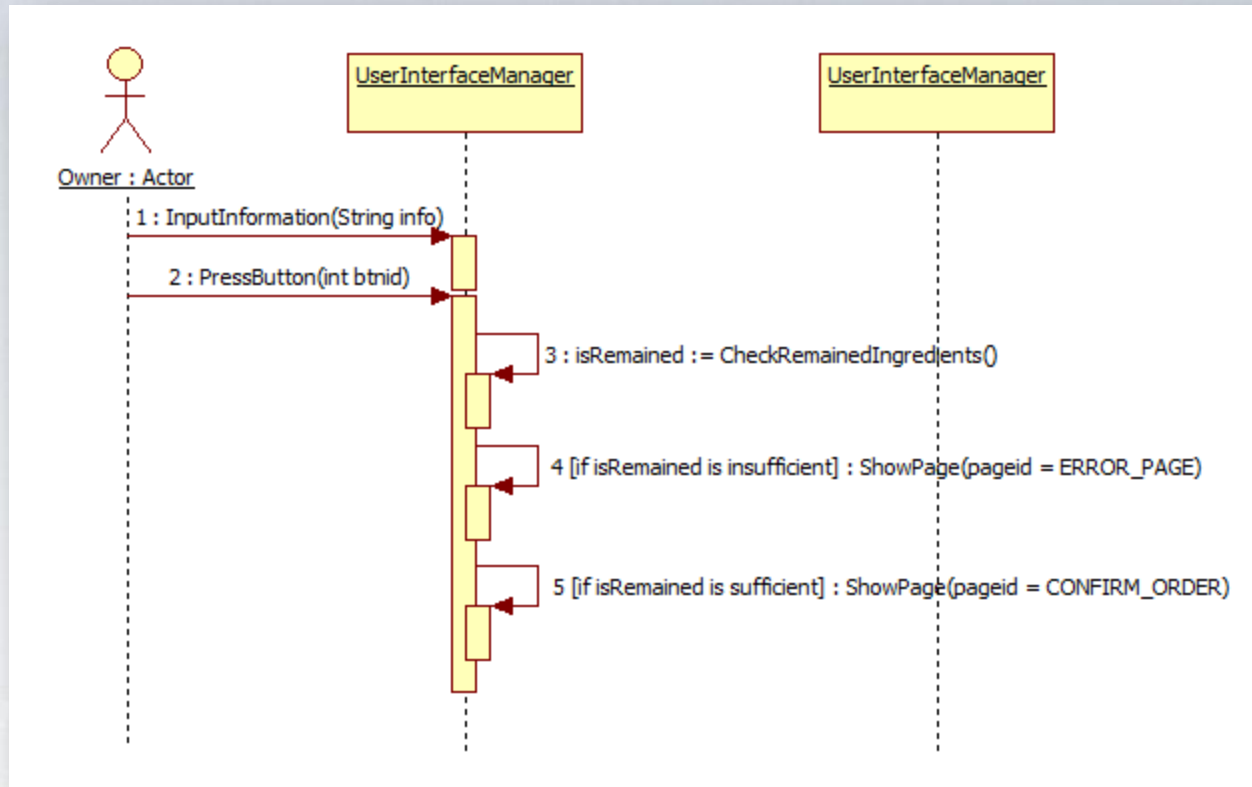 UserInterfaceManager
UserInterfaceManager
Owner : Actor
1 : InputInformation(String info)
2 : PressButton(int btnid)
3 : isRemained := CheckRemainedIngredients()
4 [if isRemained is insufficient] : ShowPage(pageid = ERROR_PAGE)
5 [if isRemained is sufficient] : ShowPage(pageid = CONFIRM_ORDER)